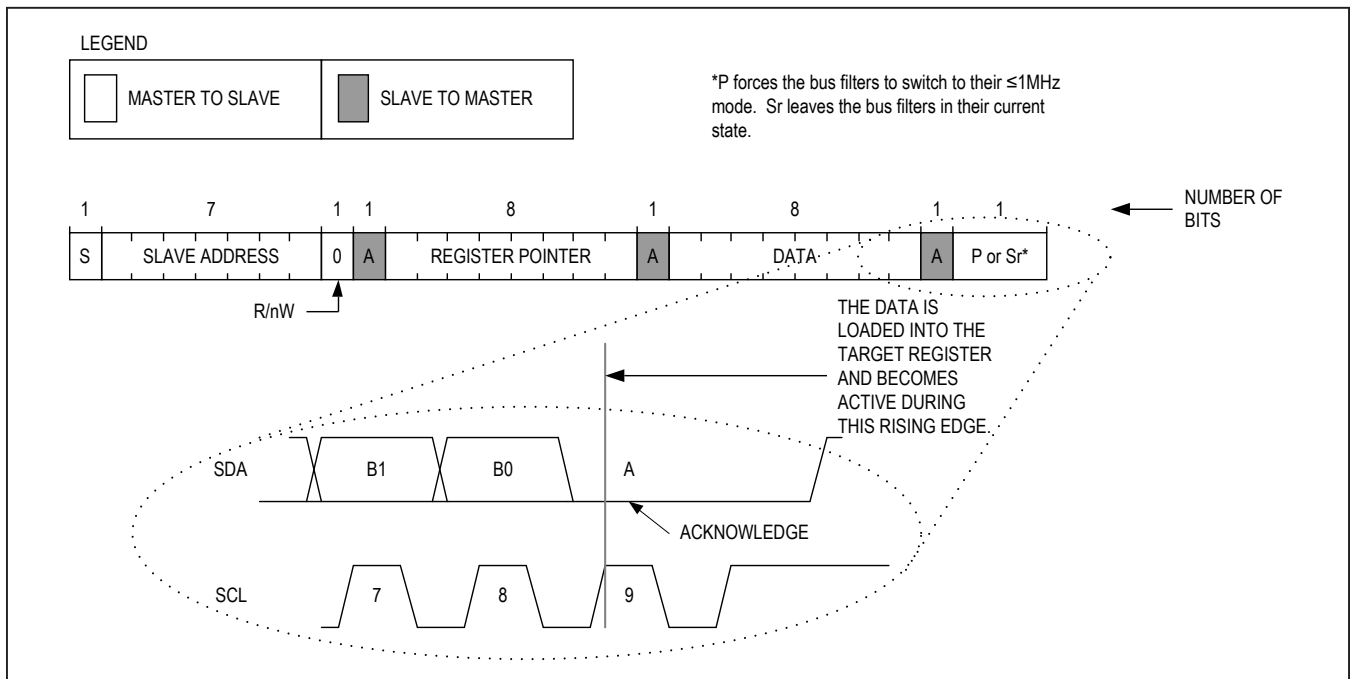 LEGEND
MASTER TO SLAVE
SLAVE TO MASTER
*P forces the bus filters to switch to their ≤1MHz
mode. Sr leaves the bus filters in their current
state.
1 7 1 1 8 1 8 1 1
NUMBER OF
BITS
S SLAVE ADDRESS 0 A REGISTER POINTER A DATA A P or Sr*
R/nW
THE DATA IS
LOADED INTO THE
TARGET REGISTER
AND BECOMES
ACTIVE DURING
THIS RISING EDGE.
SDA B1 B0 A
ACKNOWLEDGE
SCL 7 8 9